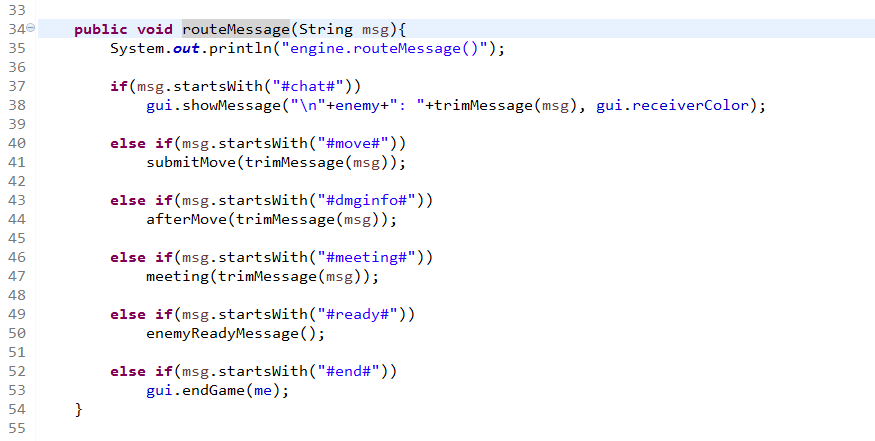 33
34 public void routeMessage(String msg){
35 System.out.println("engine.routeMessage()");
36
37 if(msg.startsWith("#chat#"))
38 gui.showMessage("\n"+enemy+": "+trimMessage(msg), gui.receiverColor);
39
40 else if(msg.startsWith("#move#"))
41 submitMove(trimMessage(msg));
42
43 else if(msg.startsWith("#dmginfo#"))
44 afterMove(trimMessage(msg));
45
46 else if(msg.startsWith("#meeting#"))
47 meeting(trimMessage(msg));
48
49 else if(msg.startsWith("#ready#"))
50 enemyReadyMessage();
51
52 else if(msg.startsWith("#end#"))
53 gui.endGame(me);
54 }
55